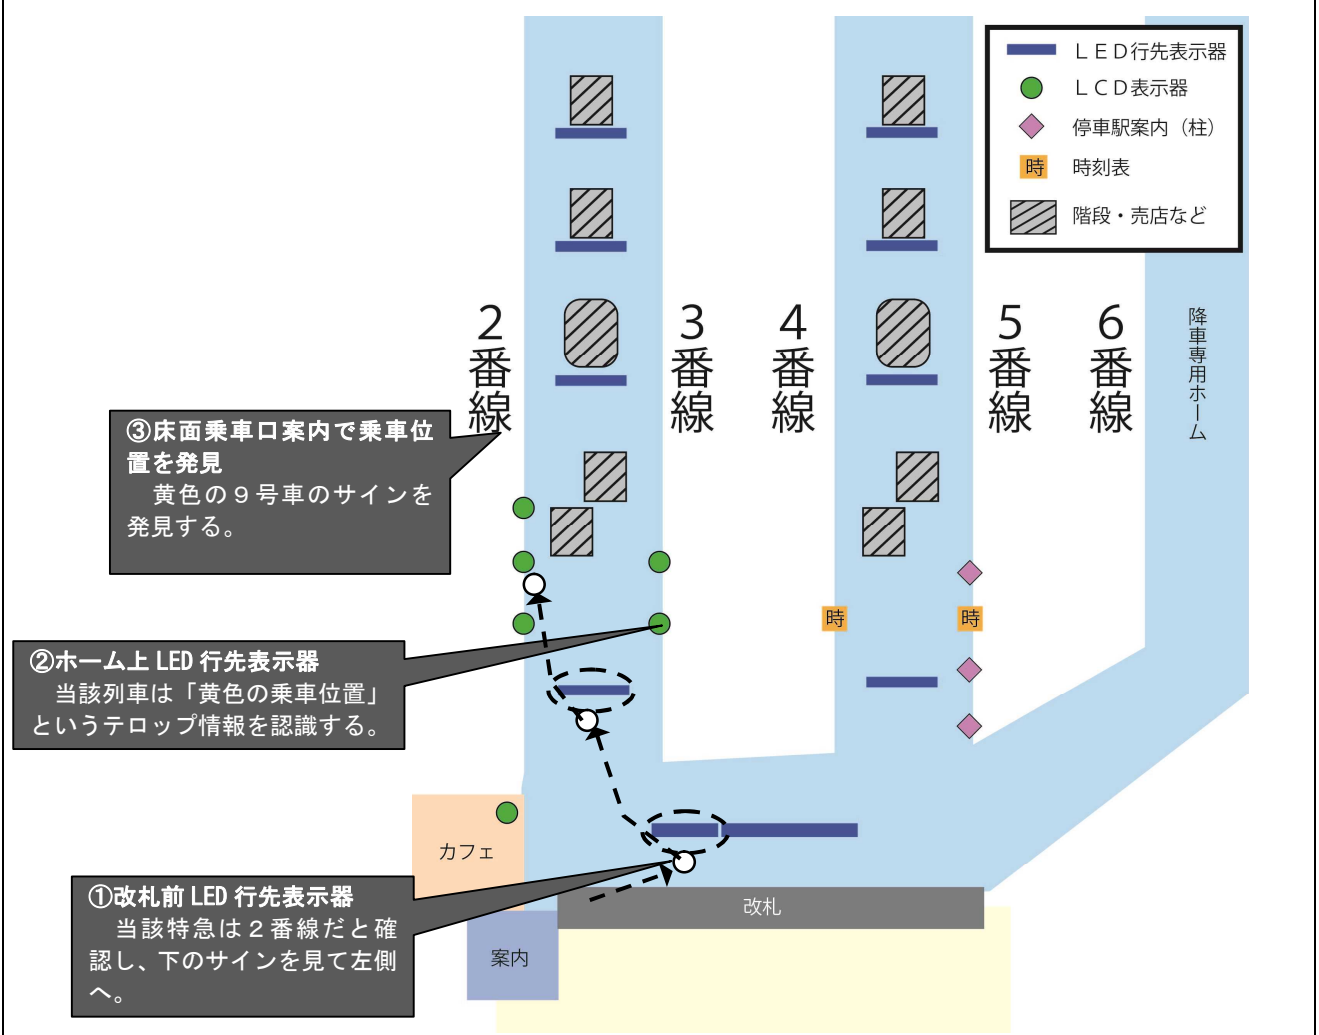 ＬＥＤ行先表示器
ＬＣＤ表示器
停車駅案内（柱）
時 時刻表
階段・売店など
2番線
3番線
4番線
5番線
6番線
降車専用ホーム
③床面乗車口案内で乗車位
置を発見
黄色の９号車のサインを
発見する。
時
時
②ホーム上 LED 行先表示器
当該列車は「黄色の乗車位置」
というテロップ情報を認識する。
カフェ
①改札前 LED 行先表示器
当該特急は２番線だと確
認し、下のサインを見て左側
へ。
改札
案内